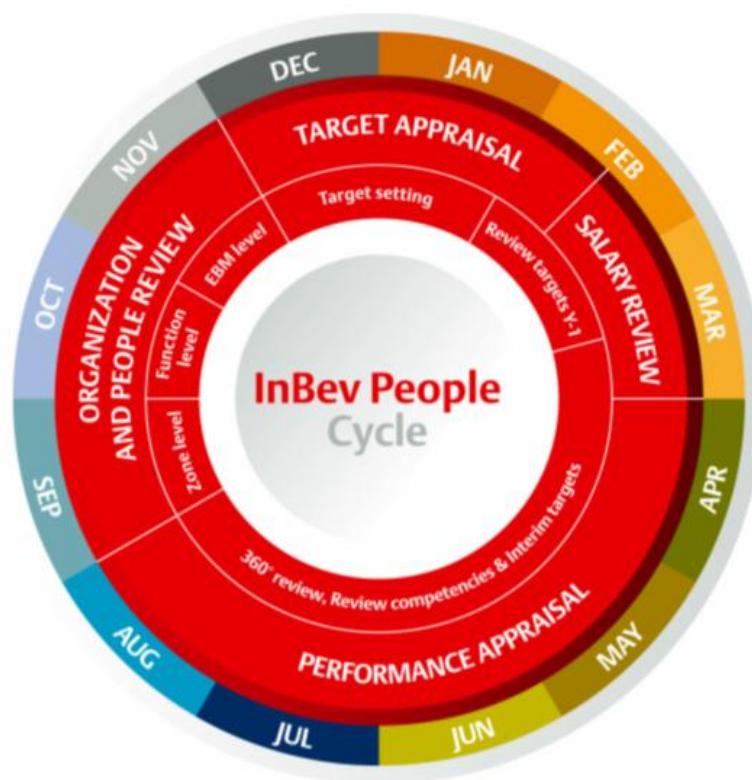 JAN
FEB
MAR
APR
MAY
JUN
JUL
AUG
SEP
OCT
NOV
DEC
TARGET APPRAISAL
SALARY REVIEW
PERFORMANCE APPRAISAL
ORGANIZATION
AND PEOPLE REVIEW
Target setting
Review targets Y-1
360° review, Review competencies & Interim targets
Zone level
Function
level
EBM level
InBev People
Cycle